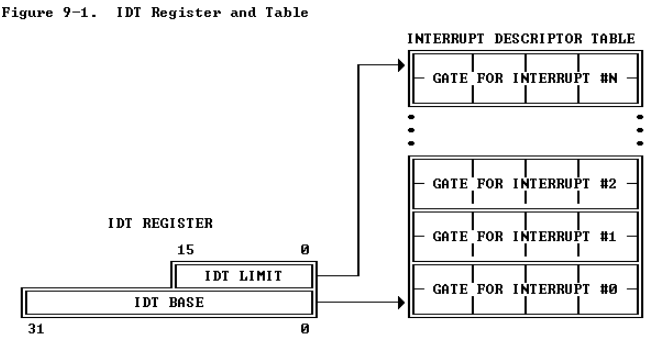 Figure 9-1.  IDT Register and Table
INTERRUPT DESCRIPTOR TABLE
GATE FOR INTERRUPT #N
GATE FOR INTERRUPT #2
IDT REGISTER
GATE FOR INTERRUPT #1
15 0
IDT LIMIT
GATE FOR INTERRUPT #0
IDT BASE
31 0